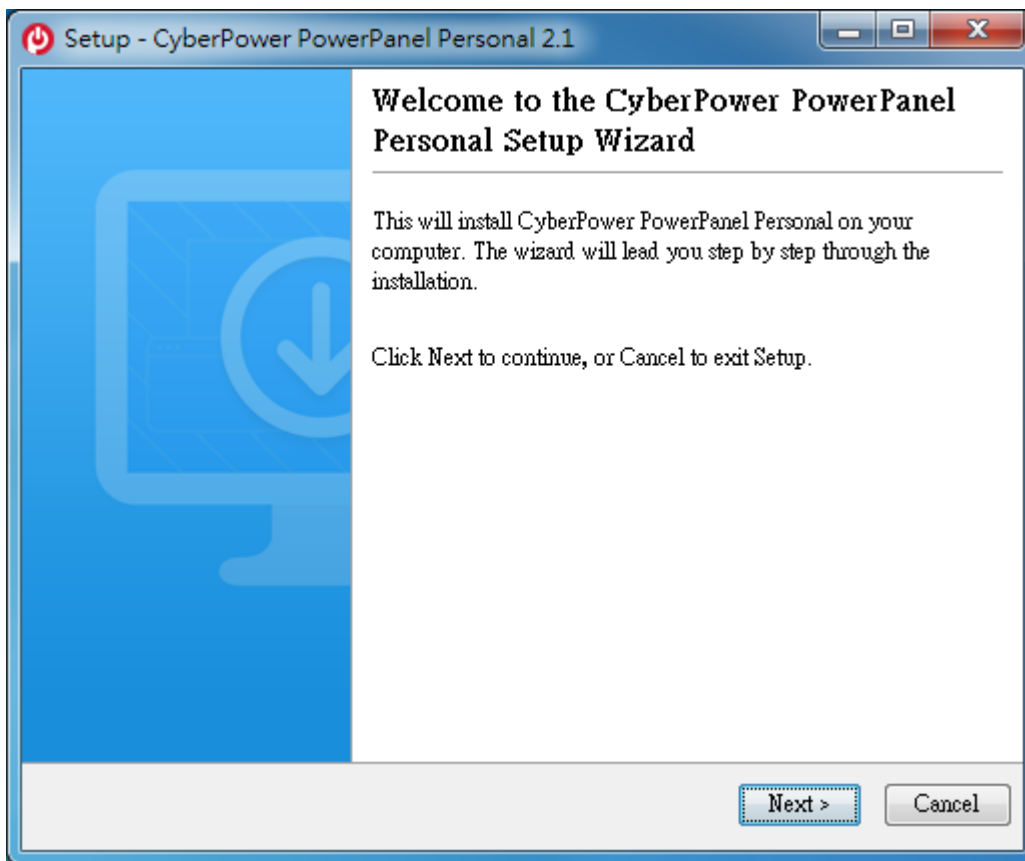 Setup - CyberPower PowerPanel Personal 2.1
Welcome to the CyberPower PowerPanel
Personal Setup Wizard
This will install CyberPower PowerPanel Personal on your
computer. The wizard will lead you step by step through the
installation.
Click Next to continue, or Cancel to exit Setup.
Next >
Cancel